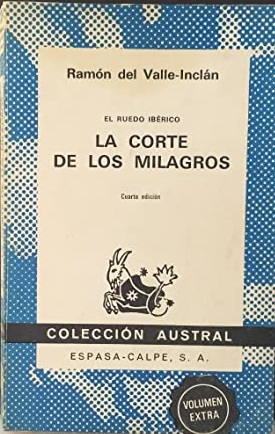 Ramón del Valle-Inclán
EL RUEDO IBÉRICO
LA CORTE
DE LOS MILAGROS
Cuarta edición
COLECCIÓN AUSTRAL
ESPASA-CALPE, S. A.
VOLUMEN
EXTRA